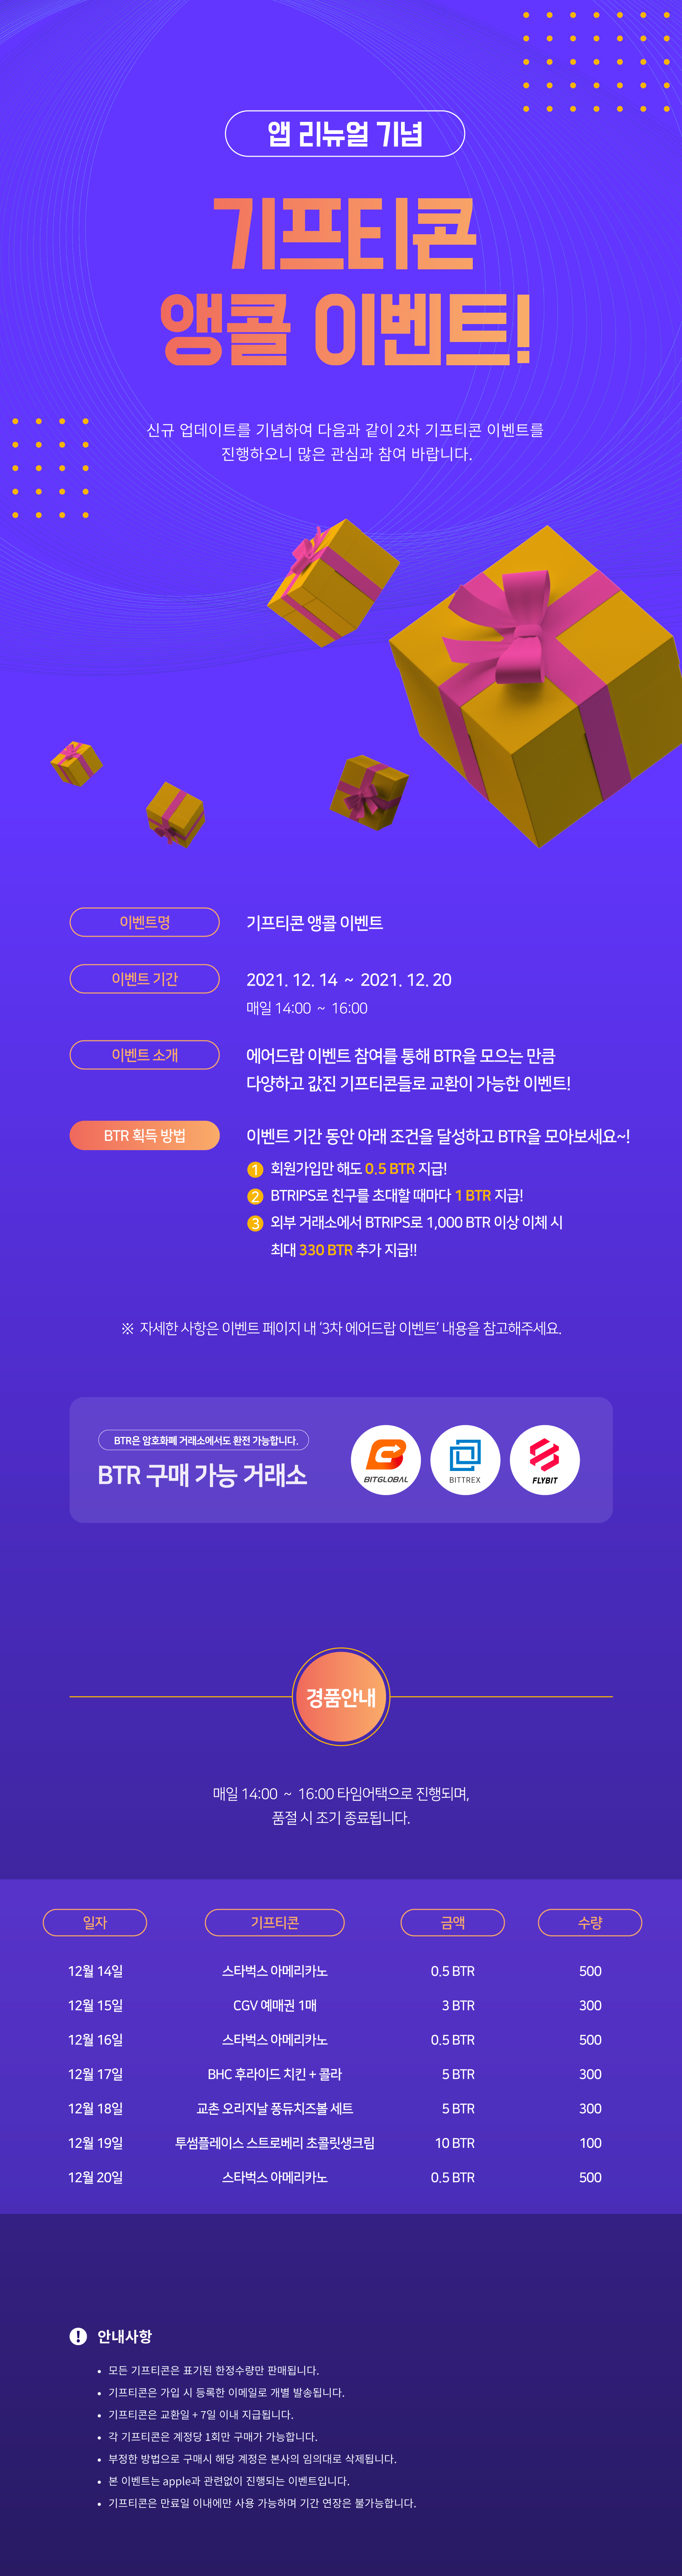 앱 리뉴얼 기념
기프티콘
앵콜 이벤트!
신규 업데이트를 기념하여 다음과 같이 2차 기프티콘 이벤트를
진행하오니 많은 관심과 참여 바랍니다.
이벤트명 기프티콘 앵콜 이벤트
이벤트 기간 2021. 12. 14 ~ 2021. 12. 20
매일 14:00 ~ 16:00
이벤트 소개 에어드랍 이벤트 참여를 통해 BTR을 모으는 만큼
다양하고 값진 기프티콘들로 교환이 가능한 이벤트!
BTR 획득 방법 이벤트 기간 동안 아래 조건을 달성하고 BTR을 모아보세요~!
1 회원가입만 해도 0.5 BTR 지급!
2 BTRIPS로 친구를 초대할 때마다 1 BTR 지급!
3 외부 거래소에서 BTRIPS로 1,000 BTR 이상 이체 시
최대 330 BTR 추가 지급!!
※ 자세한 사항은 이벤트 페이지 내 '3차 에어드랍 이벤트' 내용을 참고해주세요.
BTR은 암호화폐 거래소에서도 환전 가능합니다.
BTR 구매 가능 거래소
BITGLOBAL BITTREX FLYBIT
경품안내
매일 14:00 ~ 16:00 타임어택으로 진행되며,
품절 시 조기 종료됩니다.
일자 기프티콘 금액 수량
12월 14일 스타벅스 아메리카노 0.5 BTR 500
12월 15일 CGV 예매권 1매 3 BTR 300
12월 16일 스타벅스 아메리카노 0.5 BTR 500
12월 17일 BHC 후라이드 치킨 + 콜라 5 BTR 300
12월 18일 교촌 오리지날 퐁듀치즈볼 세트 5 BTR 300
12월 19일 투썸플레이스 스트로베리 초콜릿생크림 10 BTR 100
12월 20일 스타벅스 아메리카노 0.5 BTR 500
! 안내사항
• 모든 기프티콘은 표기된 한정수량만 판매됩니다.
• 기프티콘은 가입 시 등록한 이메일로 개별 발송됩니다.
• 기프티콘은 교환일 + 7일 이내 지급됩니다.
• 각 기프티콘은 계정당 1회만 구매가 가능합니다.
• 부정한 방법으로 구매시 해당 계정은 본사의 임의대로 삭제됩니다.
• 본 이벤트는 apple과 관련없이 진행되는 이벤트입니다.
• 기프티콘은 만료일 이내에만 사용 가능하며 기간 연장은 불가능합니다.